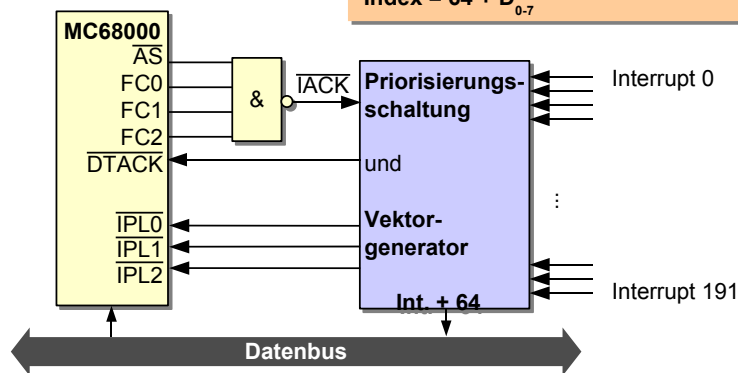 Index = 64 + D0-7
MC68000
AS
FC0
FC1
FC2
DTACK
IPL0
IPL1
IPL2
&
IACK
Priorisierungs-
schaltung
und
Vektor-
generator
Int. + 64
Interrupt 0
...
Interrupt 191
Datenbus